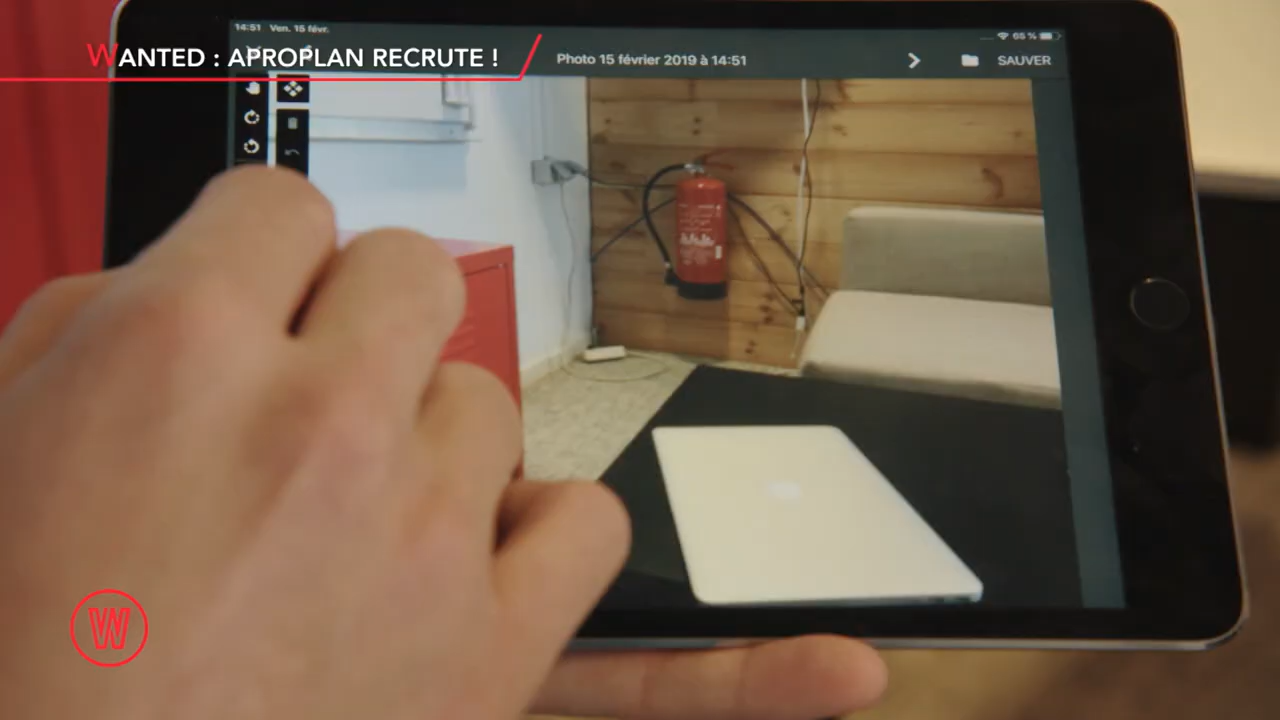 14:51 Ven. 15 févr.
65 %
WANTED : APROPLAN RECRUTE !
Photo 15 février 2019 à 14:51
SAUVER
W